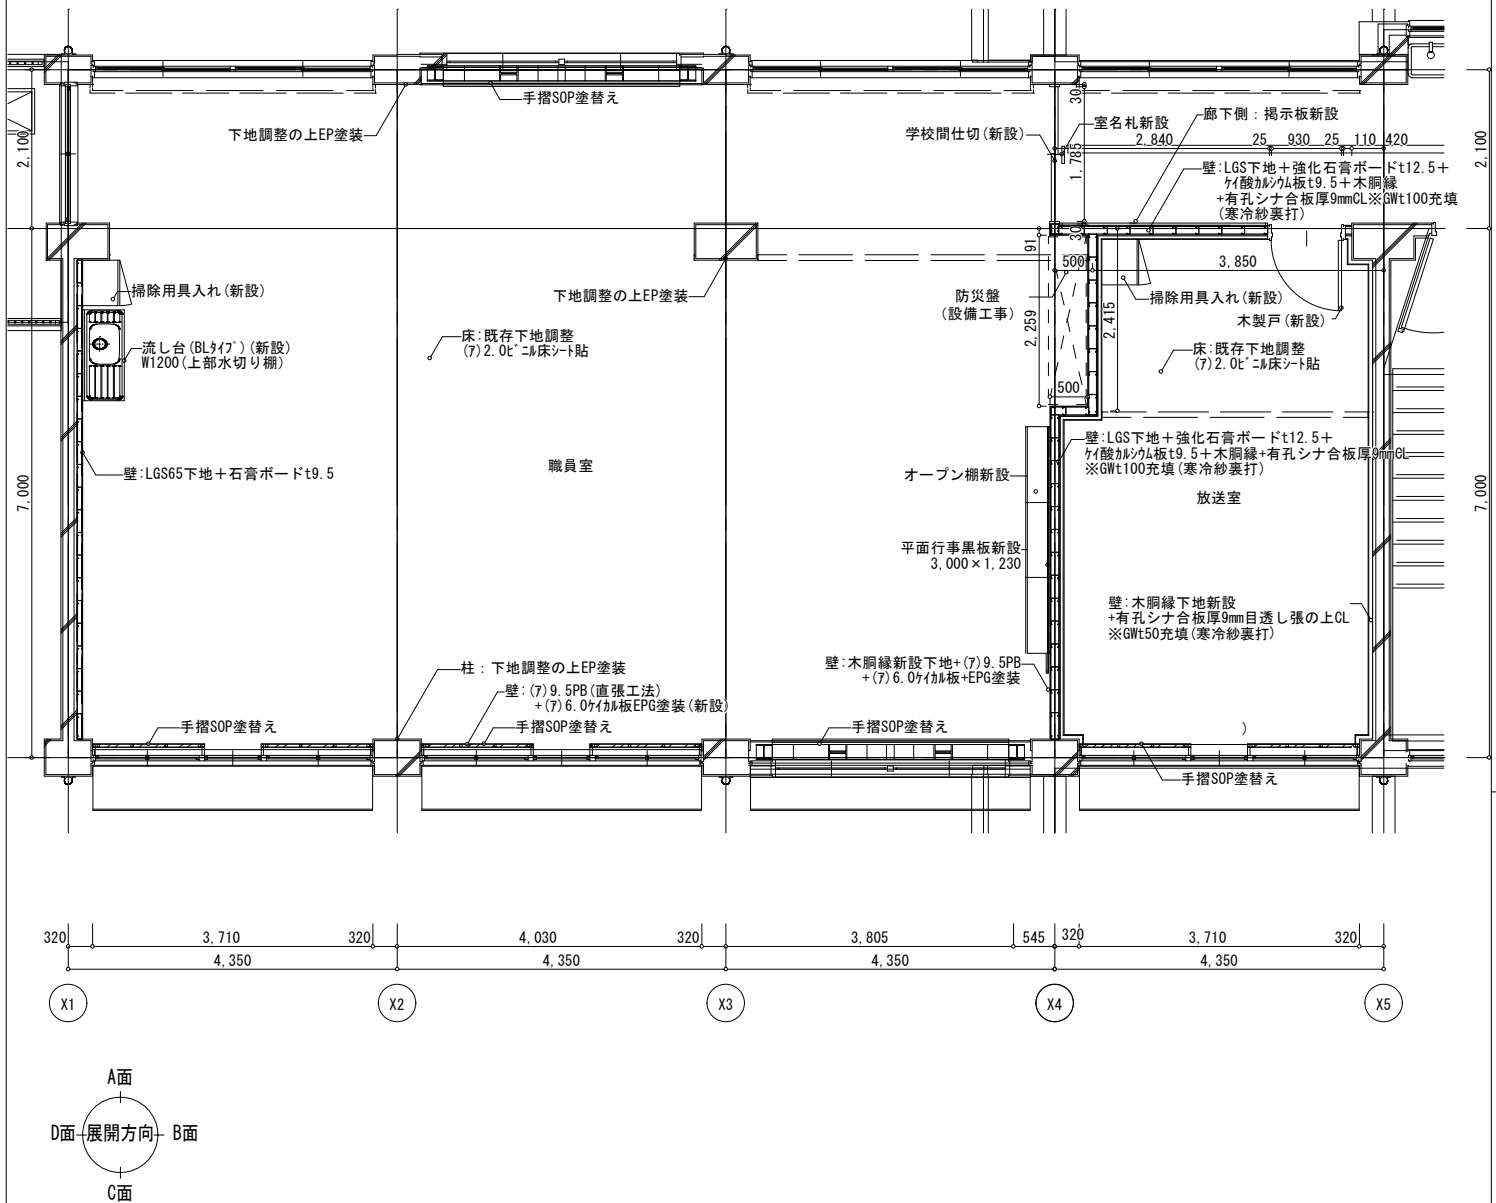 手摺SOP塗替え
下地調整の上EP塗装
学校間仕切(新設)
室名札新設
廊下側：掲示板新設
30
2,840
25
930
25
110
420
2,100
1,785
2,100
壁:LGS下地＋強化石膏ボードt12.5＋
ｹｲ酸ｶﾙｼｳﾑ板t9.5＋木胴縁
+有孔シナ合板厚9mmCL※GWt100充填
(寒冷紗裏打)
30
91
500
3,850
掃除用具入れ(新設)
下地調整の上EP塗装
防災盤
(設備工事)
掃除用具入れ(新設)
木製戸(新設)
2,259
2,415
流し台(BLﾀｲﾌﾟ)(新設)
W1200(上部水切り棚)
床:既存下地調整
(ｱ)2.0ﾋﾞﾆﾙ床ｼｰﾄ貼
床:既存下地調整
(ｱ)2.0ﾋﾞﾆﾙ床ｼｰﾄ貼
500
壁:LGS65下地＋石膏ボードt9.5
職員室
オープン棚新設
壁:LGS下地＋強化石膏ボードt12.5＋
ｹｲ酸ｶﾙｼｳﾑ板t9.5＋木胴縁+有孔シナ合板厚9mmCL
※GWt100充填(寒冷紗裏打)
放送室
7,000
7,000
平面行事黒板新設
3,000×1,230
壁:木胴縁下地新設
+有孔シナ合板厚9mm目透し張の上CL
※GWt50充填(寒冷紗裏打)
柱：下地調整の上EP塗装
壁:(ｱ)9.5PB(直張工法)
+(ｱ)6.0ｹｲｶﾙ板EPG塗装(新設)
壁:木胴縁新設下地+(ｱ)9.5PB
+(ｱ)6.0ｹｲｶﾙ板+EPG塗装
手摺SOP塗替え
手摺SOP塗替え
手摺SOP塗替え
)
手摺SOP塗替え
320
3,710
320
4,030
320
3,805
545
320
3,710
320
4,350
4,350
4,350
4,350
X1
X2
X3
X4
X5
A面
D面
展開方向
B面
C面